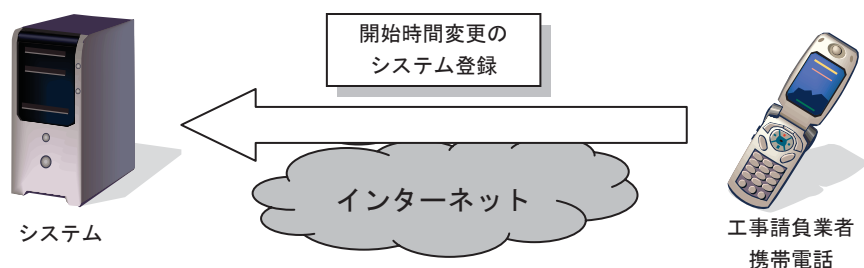 開始時間変更の
システム登録
インターネット
システム
工事請負業者
携帯電話